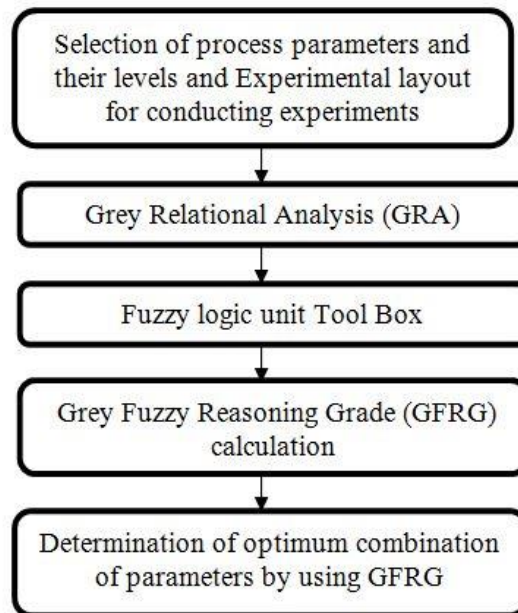 Selection of process parameters and
their levels and Experimental layout
for conducting experiments
Grey Relational Analysis (GRA)
Fuzzy logic unit Tool Box
Grey Fuzzy Reasoning Grade (GFRG)
calculation
Determination of optimum combination
of parameters by using GFRG